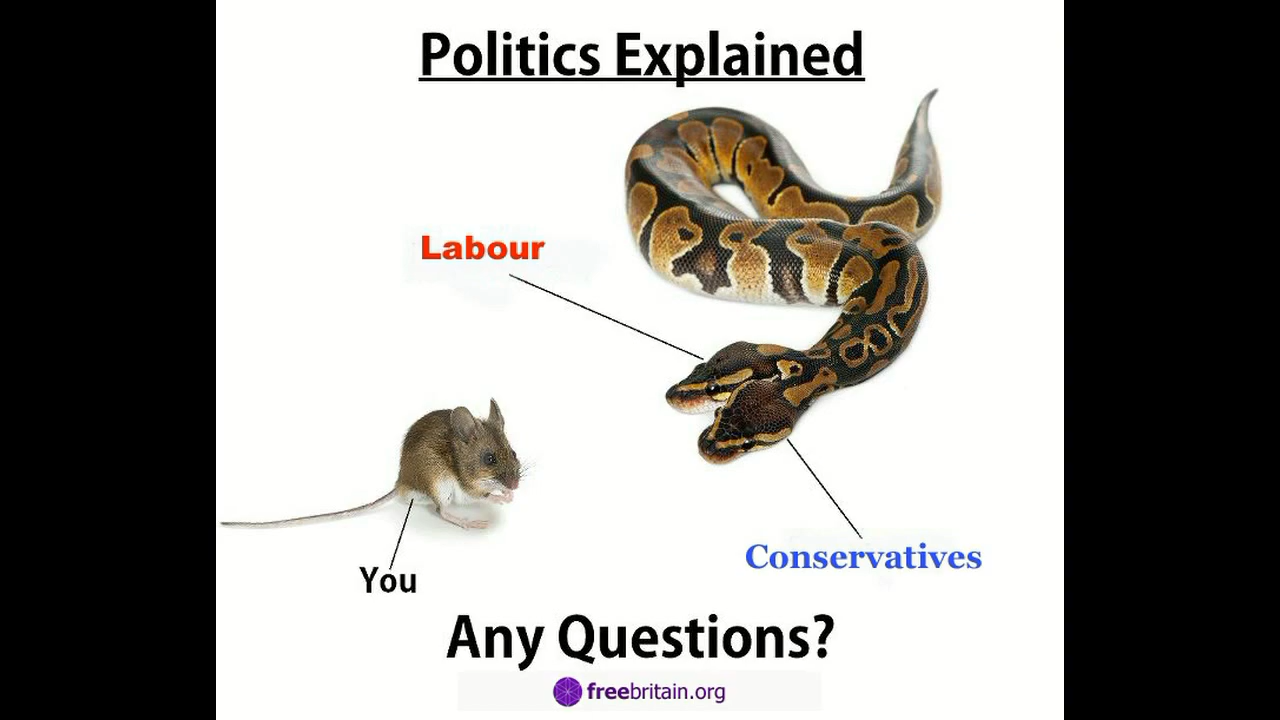 Politics Explained
Labour
You
Conservatives
Any Questions?
freebritain.org